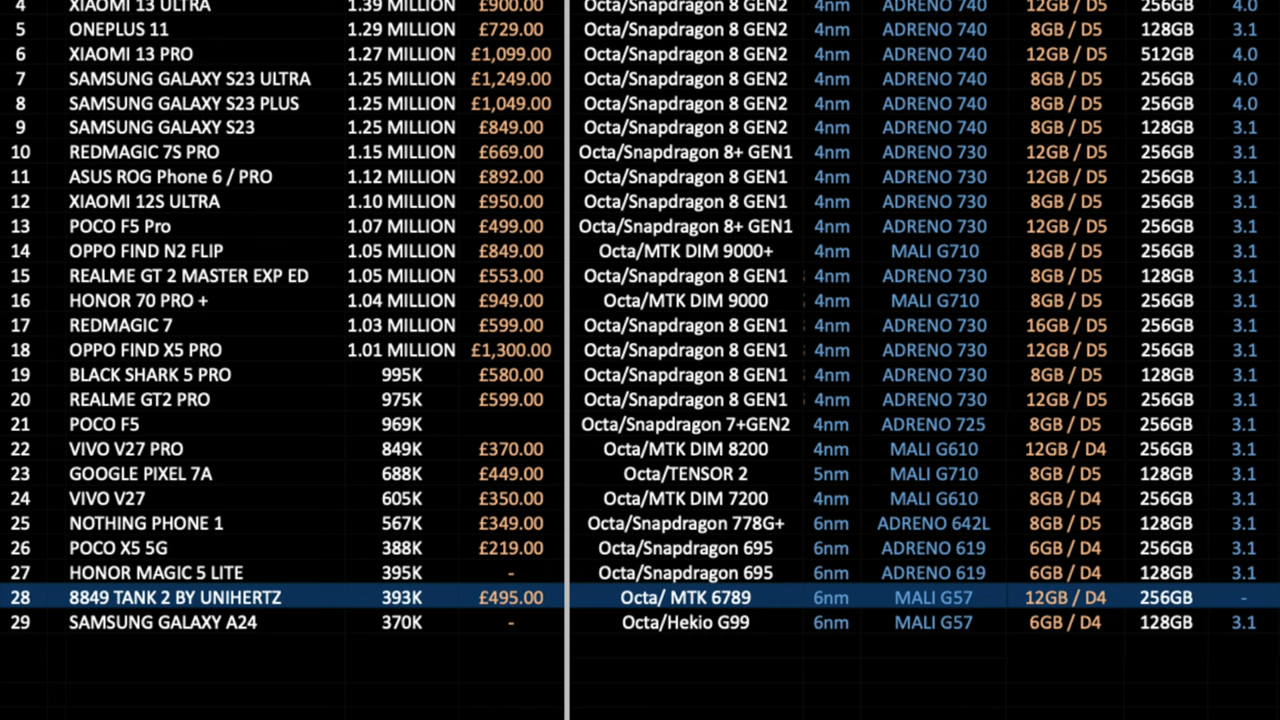 4 XIAOMI 13 ULTRA 1.39 MILLION £900.00 Octa/Snapdragon 8 GEN2 4nm ADRENO 740 12GB / D5 256GB 4.0
5 ONEPLUS 11 1.29 MILLION £729.00 Octa/Snapdragon 8 GEN2 4nm ADRENO 740 8GB / D5 128GB 3.1
6 XIAOMI 13 PRO 1.27 MILLION £1,099.00 Octa/Snapdragon 8 GEN2 4nm ADRENO 740 12GB / D5 512GB 4.0
7 SAMSUNG GALAXY S23 ULTRA 1.25 MILLION £1,249.00 Octa/Snapdragon 8 GEN2 4nm ADRENO 740 8GB / D5 256GB 4.0
8 SAMSUNG GALAXY S23 PLUS 1.25 MILLION £1,049.00 Octa/Snapdragon 8 GEN2 4nm ADRENO 740 8GB / D5 256GB 4.0
9 SAMSUNG GALAXY S23 1.25 MILLION £849.00 Octa/Snapdragon 8 GEN2 4nm ADRENO 740 8GB / D5 128GB 3.1
10 REDMAGIC 7S PRO 1.15 MILLION £669.00 Octa/Snapdragon 8+ GEN1 4nm ADRENO 730 12GB / D5 256GB 3.1
11 ASUS ROG Phone 6 / PRO 1.12 MILLION £892.00 Octa/Snapdragon 8 GEN1 4nm ADRENO 730 12GB / D5 256GB 3.1
12 XIAOMI 12S ULTRA 1.10 MILLION £950.00 Octa/Snapdragon 8 GEN1 4nm ADRENO 730 8GB / D5 256GB 3.1
13 POCO F5 Pro 1.07 MILLION £499.00 Octa/Snapdragon 8+ GEN1 4nm ADRENO 730 12GB / D5 256GB 3.1
14 OPPO FIND N2 FLIP 1.05 MILLION £849.00 Octa/MTK DIM 9000+ 4nm MALI G710 8GB / D5 256GB 3.1
15 REALME GT 2 MASTER EXP ED 1.05 MILLION £553.00 Octa/Snapdragon 8 GEN1 4nm ADRENO 730 8GB / D5 128GB 3.1
16 HONOR 70 PRO + 1.04 MILLION £949.00 Octa/MTK DIM 9000 4nm MALI G710 8GB / D5 256GB 3.1
17 REDMAGIC 7 1.03 MILLION £599.00 Octa/Snapdragon 8 GEN1 4nm ADRENO 730 16GB / D5 256GB 3.1
18 OPPO FIND X5 PRO 1.01 MILLION £1,300.00 Octa/Snapdragon 8 GEN1 4nm ADRENO 730 12GB / D5 256GB 3.1
19 BLACK SHARK 5 PRO 995K £580.00 Octa/Snapdragon 8 GEN1 4nm ADRENO 730 8GB / D5 128GB 3.1
20 REALME GT2 PRO 975K £599.00 Octa/Snapdragon 8 GEN1 4nm ADRENO 730 12GB / D5 256GB 3.1
21 POCO F5 969K Octa/Snapdragon 7+GEN2 4nm ADRENO 725 8GB / D5 256GB 3.1
22 VIVO V27 PRO 849K £370.00 Octa/MTK DIM 8200 4nm MALI G610 12GB / D4 256GB 3.1
23 GOOGLE PIXEL 7A 688K £449.00 Octa/TENSOR 2 5nm MALI G710 8GB / D5 128GB 3.1
24 VIVO V27 605K £350.00 Octa/MTK DIM 7200 4nm MALI G610 8GB / D4 256GB 3.1
25 NOTHING PHONE 1 567K £349.00 Octa/Snapdragon 778G+ 6nm ADRENO 642L 8GB / D5 128GB 3.1
26 POCO X5 5G 388K £219.00 Octa/Snapdragon 695 6nm ADRENO 619 6GB / D4 256GB 3.1
27 HONOR MAGIC 5 LITE 395K - Octa/Snapdragon 695 6nm ADRENO 619 6GB / D4 128GB 3.1
28 8849 TANK 2 BY UNIHERTZ 393K £495.00 Octa/ MTK 6789 6nm MALI G57 12GB / D4 256GB -
29 SAMSUNG GALAXY A24 370K - Octa/Hekio G99 6nm MALI G57 6GB / D4 128GB 3.1